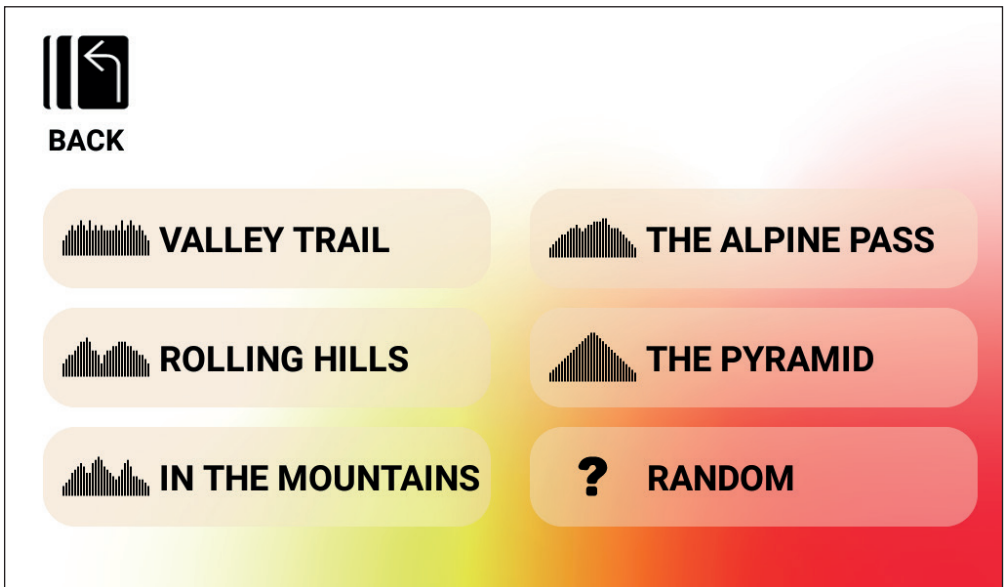 BACK
VALLEY TRAIL
THE ALPINE PASS
ROLLING HILLS
THE PYRAMID
IN THE MOUNTAINS
? RANDOM